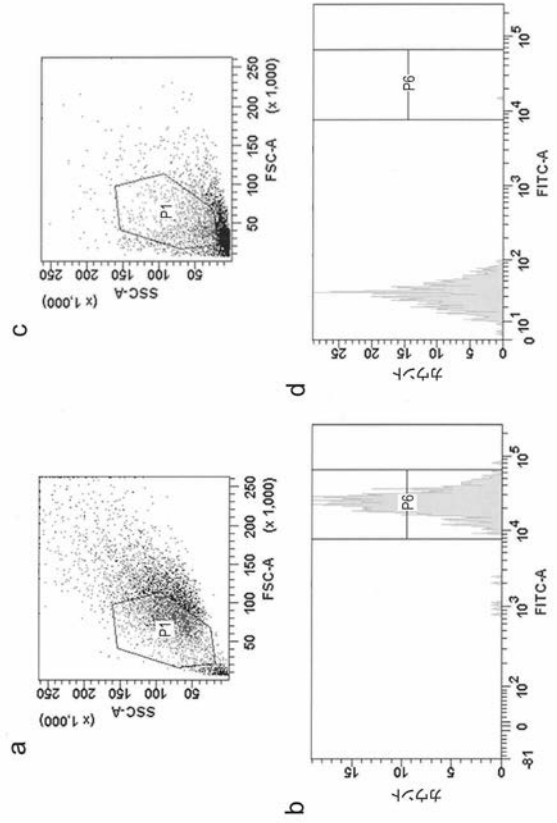 a
(x 1,000)
250
200
150
100
50
SSC-A
P1
50 100 150 200 250
FSC-A (x 1,000)
b
カウント
15
10
5
0
P6
-81 0 10² 10³ 10⁴ 10⁵
FITC-A
c
(x 1,000)
250
200
150
100
50
SSC-A
P1
50 100 150 200 250
FSC-A (x 1,000)
d
カウント
25
20
15
10
5
0
P6
0 10¹ 10² 10³ 10⁴ 10⁵
FITC-A